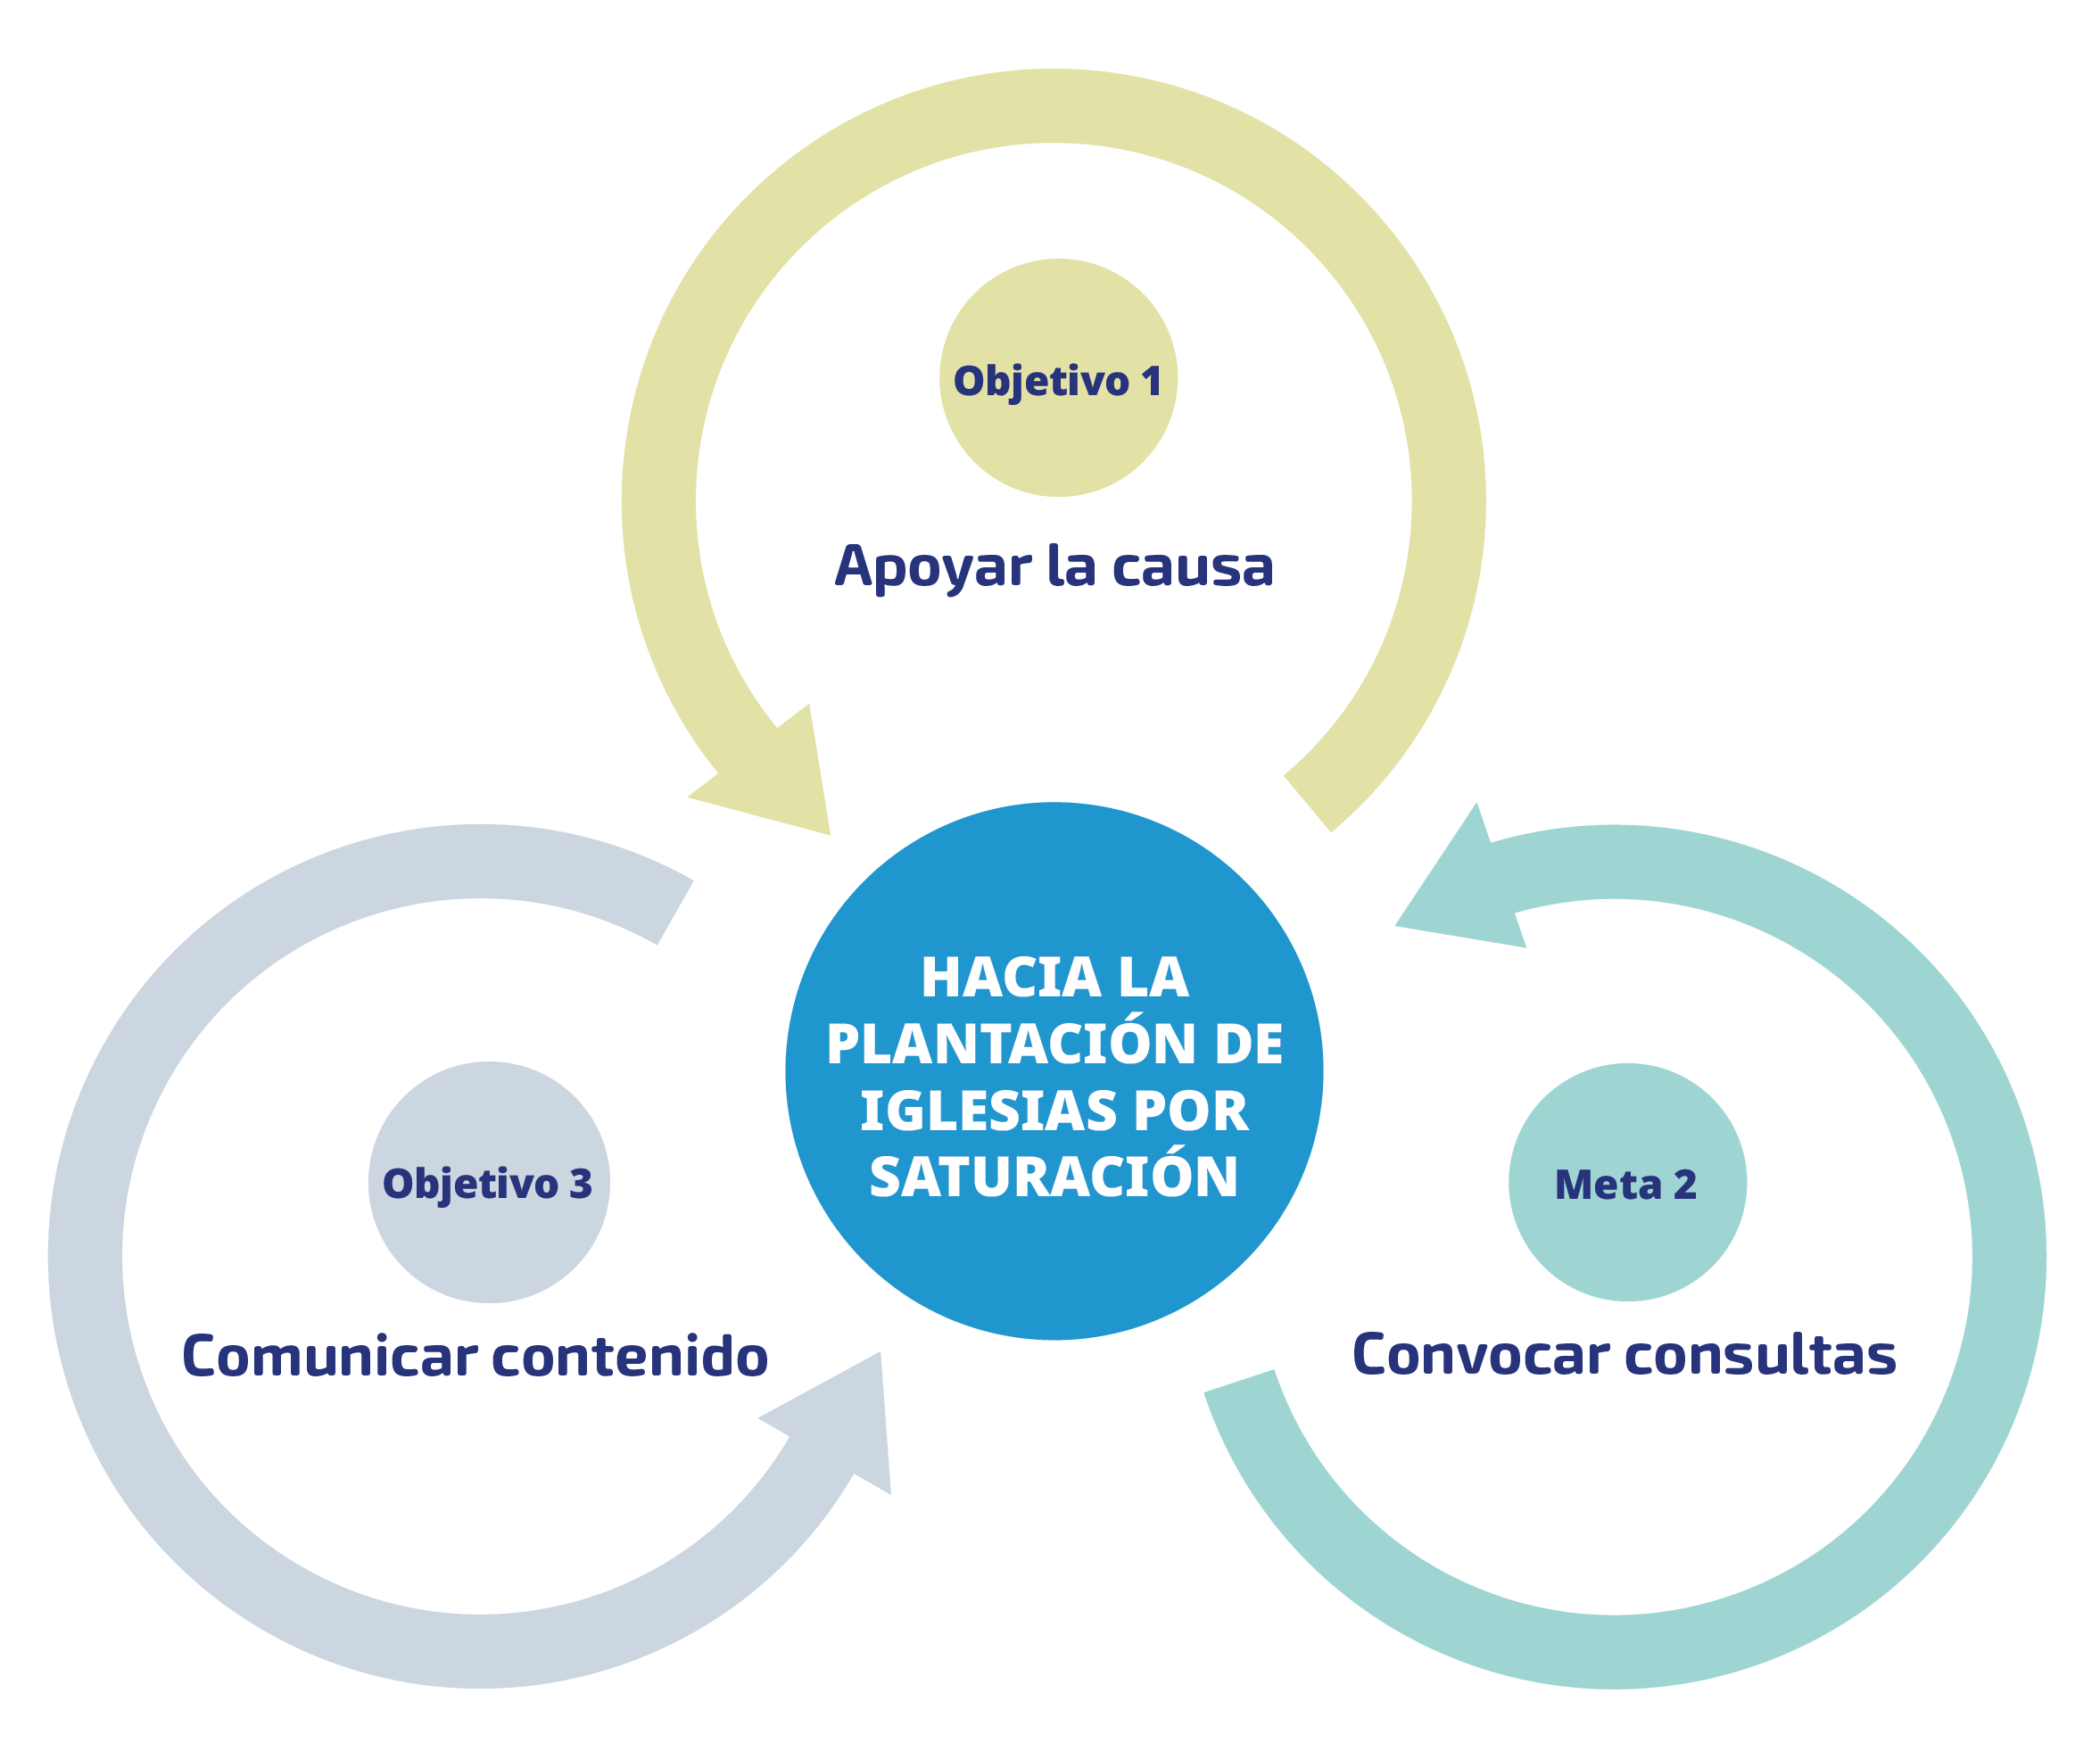 Objetivo 1
Apoyar la causa
HACIA LA
PLANTACIÓN DE
IGLESIAS POR
SATURACIÓN
Objetivo 3
Comunicar contenido
Meta 2
Convocar consultas